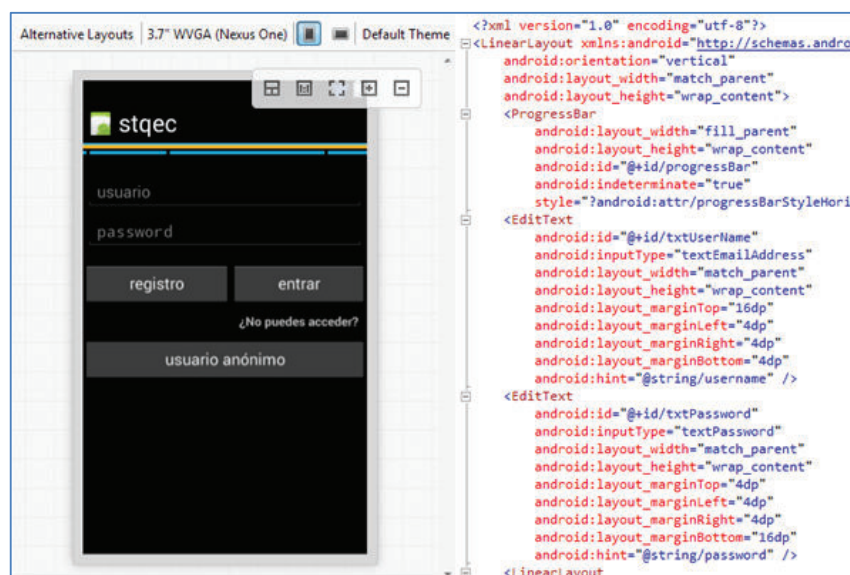 Alternative Layouts 3.7" WVGA (Nexus One) Default Theme
stqec
usuario
password
registro entrar
¿No puedes acceder?
usuario anónimo
<?xml version="1.0" encoding="utf-8"?>
<LinearLayout xmlns:android="http://schemas.andro
android:orientation="vertical"
android:layout_width="match_parent"
android:layout_height="wrap_content">
<ProgressBar
android:layout_width="fill_parent"
android:layout_height="wrap_content"
android:id="@+id/progressBar"
android:indeterminate="true"
style="?android:attr/progressBarStyleHori
<EditText
android:id="@+id/txtUserName"
android:inputType="textEmailAddress"
android:layout_width="match_parent"
android:layout_height="wrap_content"
android:layout_marginTop="16dp"
android:layout_marginLeft="4dp"
android:layout_marginRight="4dp"
android:layout_marginBottom="4dp"
android:hint="@string/username" />
<EditText
android:id="@+id/txtPassword"
android:inputType="textPassword"
android:layout_width="match_parent"
android:layout_height="wrap_content"
android:layout_marginTop="4dp"
android:layout_marginLeft="4dp"
android:layout_marginRight="4dp"
android:layout_marginBottom="16dp"
android:hint="@string/password" />
<LinearLayout